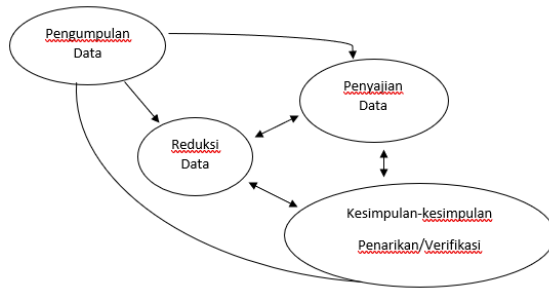 Pengumpulan
Data
Penyajian
Data
Reduksi
Data
Kesimpulan-kesimpulan
Penarikan/Verifikasi